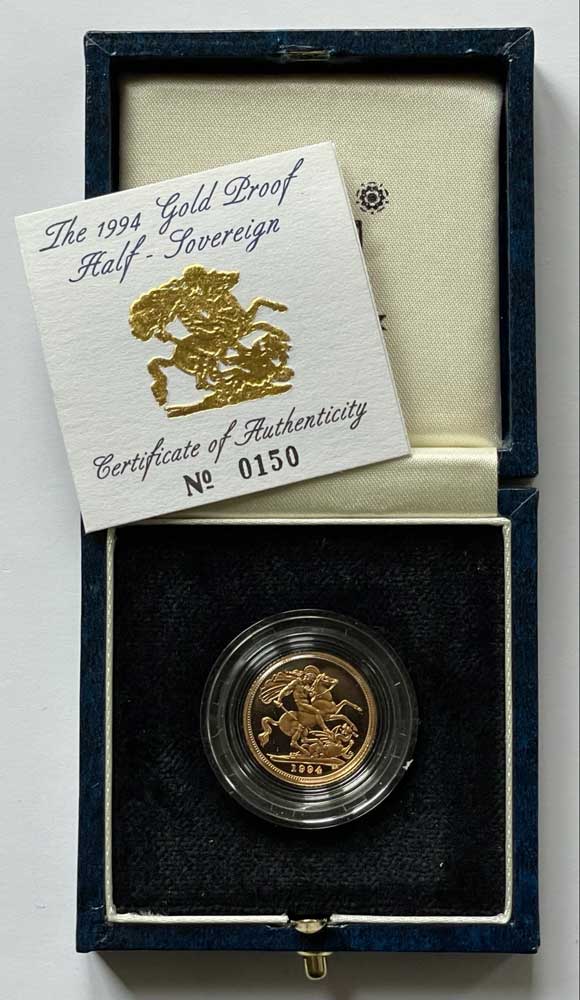 The 1994 Gold Proof
Half - Sovereign
Certificate of Authenticity
Nº 0150
1994